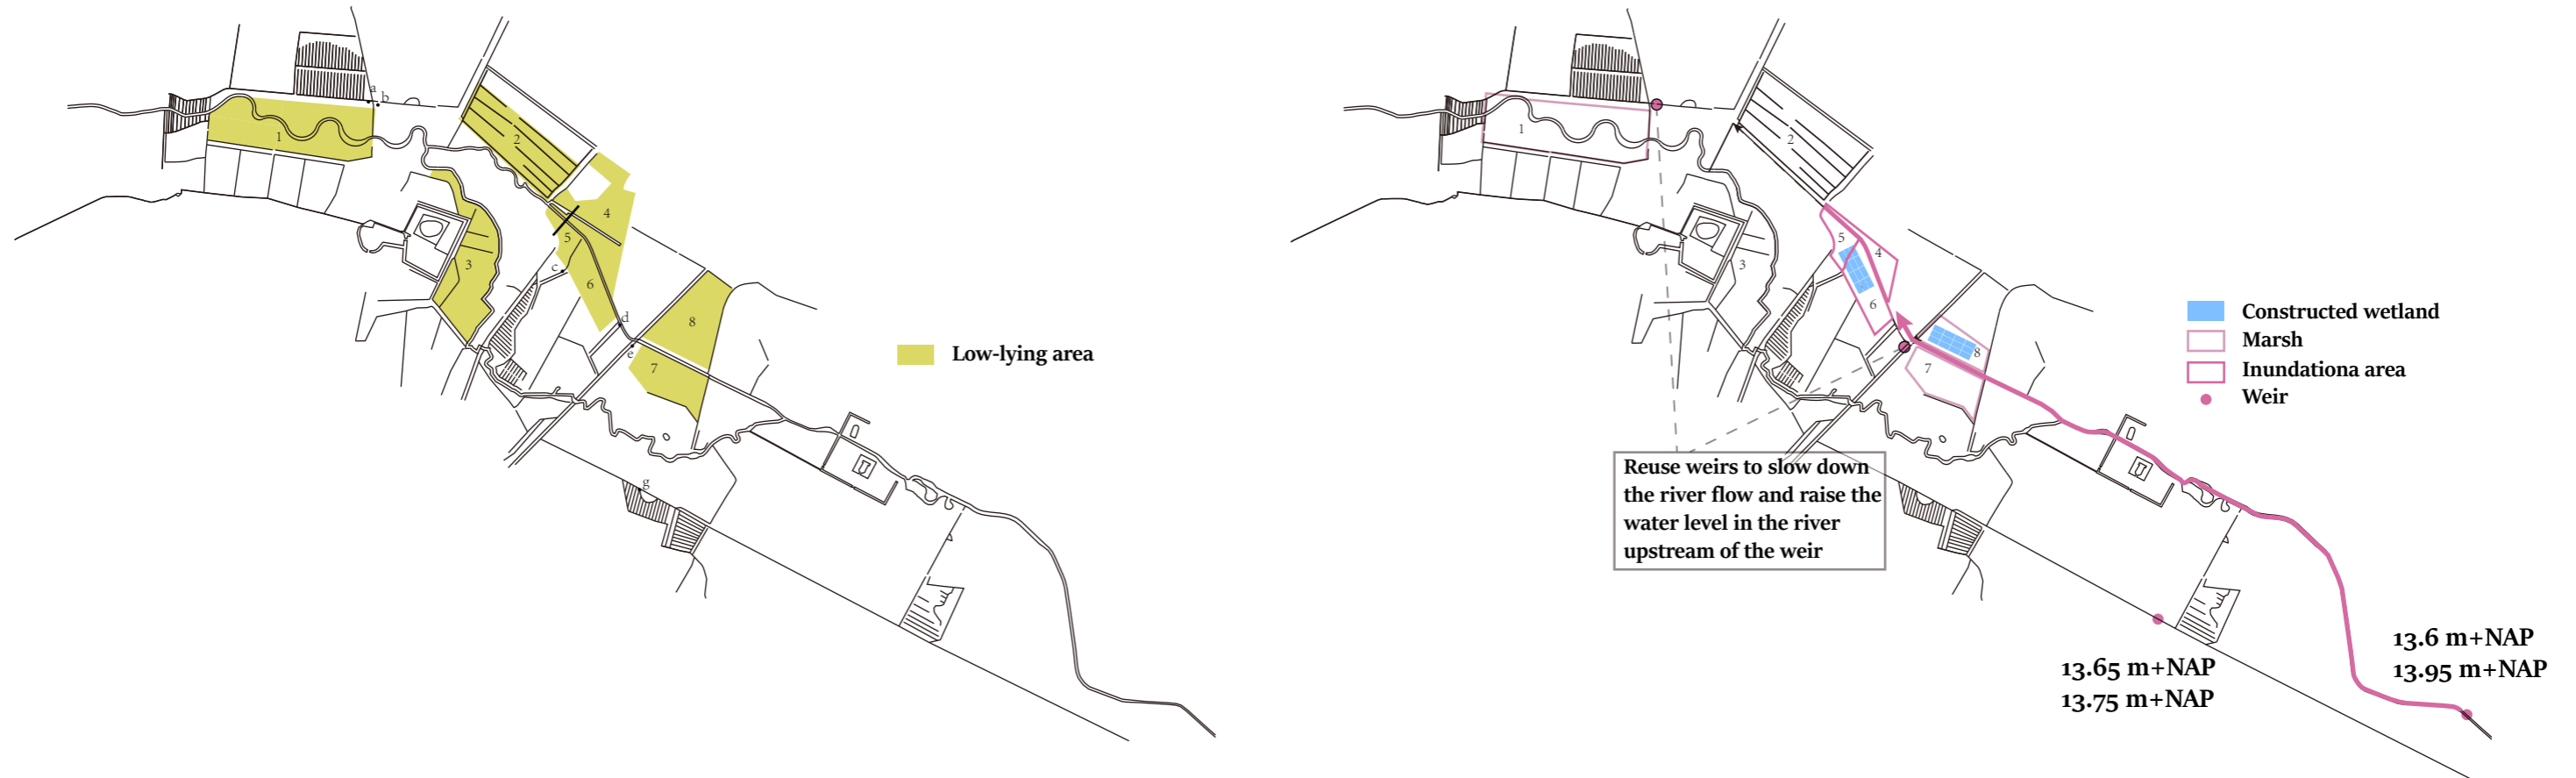 a
b
1
2
3
4
5
6
7
8
c
d
e
g
Low-lying area
1
2
3
4
5
6
7
8
Reuse weirs to slow down
the river flow and raise the
water level in the river
upstream of the weir
Constructed wetland
Marsh
Inundationa area
Weir
13.65 m+NAP
13.75 m+NAP
13.6 m+NAP
13.95 m+NAP